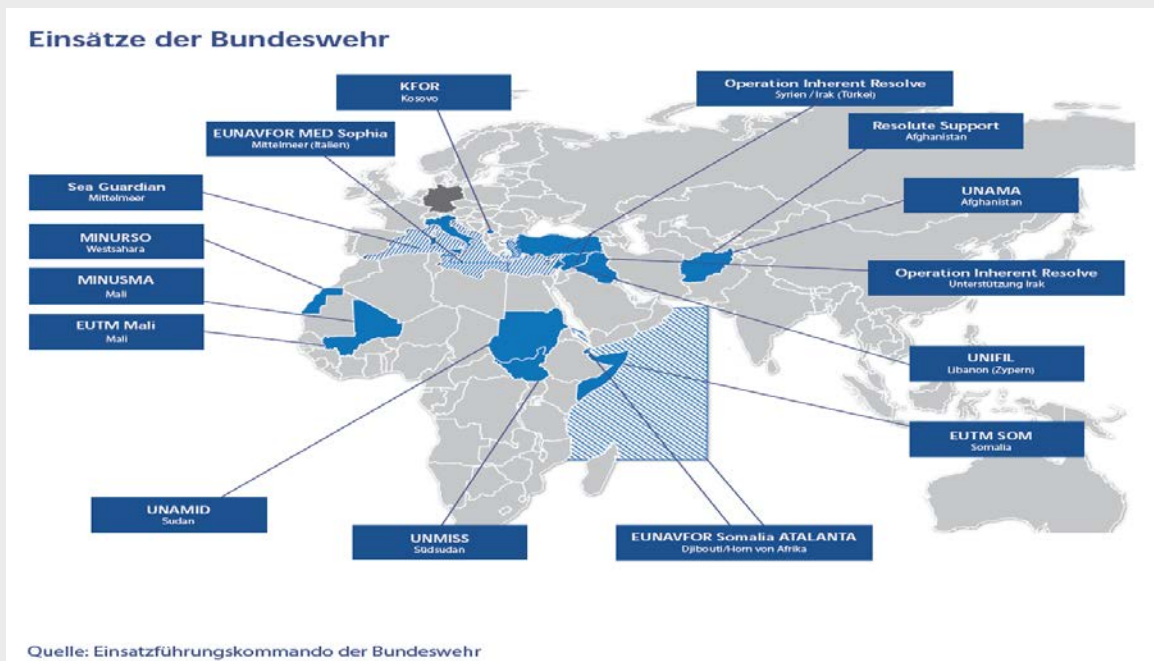 Einsätze der Bundeswehr
KFOR
Kosovo
Operation Inherent Resolve
Syrien / Irak (Türkei)
EUNAVFOR MED Sophia
Mittelmeer (Italien)
Resolute Support
Afghanistan
Sea Guardian
Mittelmeer
UNAMA
Afghanistan
MINURSO
Westsahara
MINUSMA
Mali
Operation Inherent Resolve
Unterstützung Irak
EUTM Mali
Mali
UNIFIL
Libanon (Zypern)
EUTM SOM
Somalia
UNAMID
Sudan
UNMISS
Südsudan
EUNAVFOR Somalia ATALANTA
Djibouti/Horn von Afrika
Quelle: Einsatzführungskommando der Bundeswehr